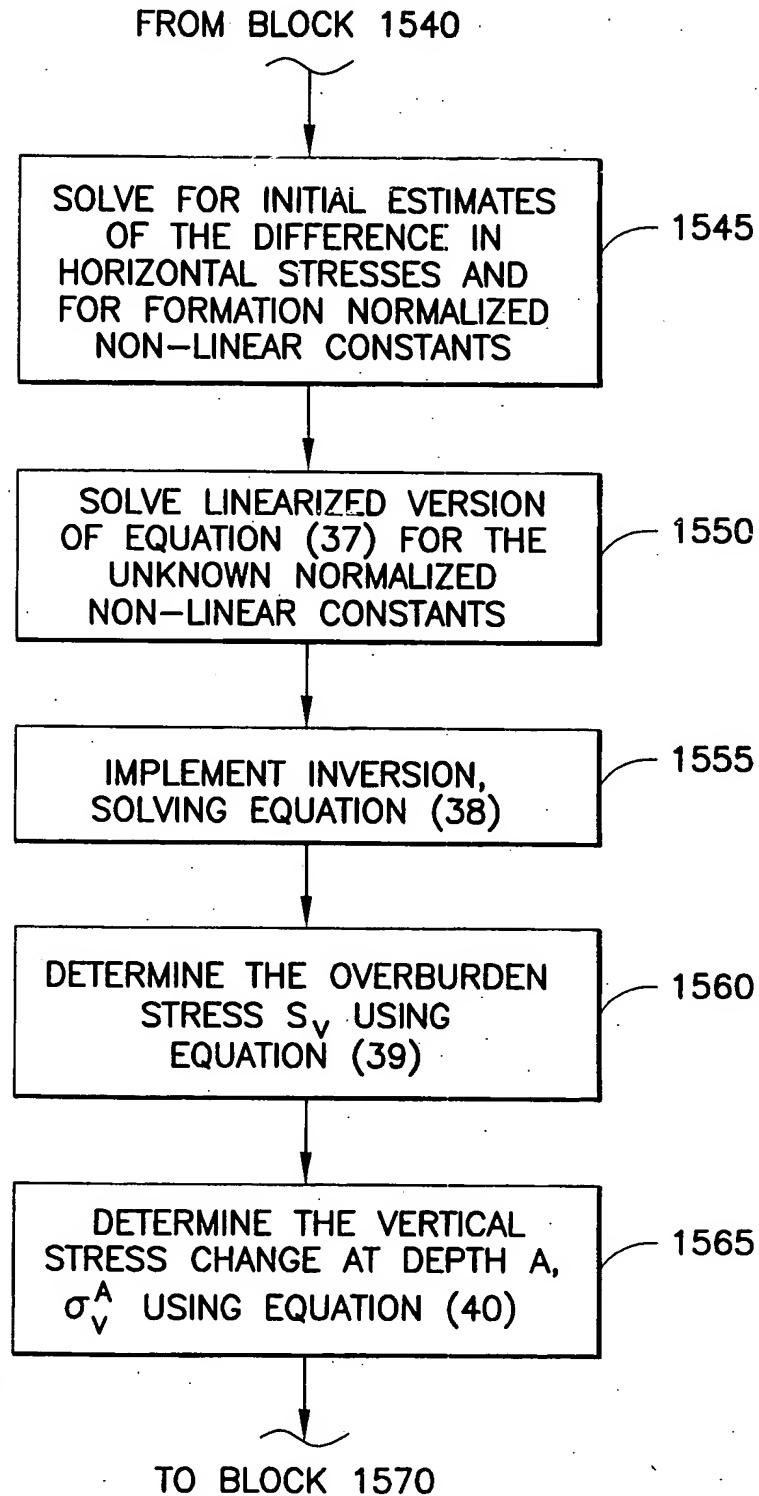 FROM BLOCK 1540
SOLVE FOR INITIAL ESTIMATES
OF THE DIFFERENCE IN
HORIZONTAL STRESSES AND
FOR FORMATION NORMALIZED
NON-LINEAR CONSTANTS
1545
SOLVE LINEARIZED VERSION
OF EQUATION (37) FOR THE
UNKNOWN NORMALIZED
NON-LINEAR CONSTANTS
1550
IMPLEMENT INVERSION,
SOLVING EQUATION (38)
1555
DETERMINE THE OVERBURDEN
STRESS S_V USING
EQUATION (39)
1560
DETERMINE THE VERTICAL
STRESS CHANGE AT DEPTH A,
σ_V^A USING EQUATION (40)
1565
TO BLOCK 1570